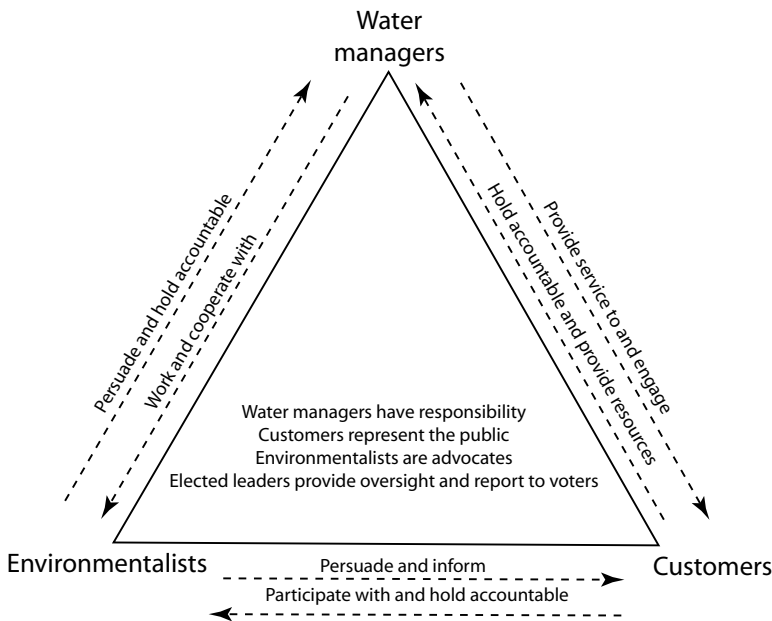 Water
managers
Persuade and hold accountable
Work and cooperate with
Hold accountable and provide resources
Provide service to and engage
Water managers have responsibility
Customers represent the public
Environmentalists are advocates
Elected leaders provide oversight and report to voters
Environmentalists
Customers
Persuade and inform
Participate with and hold accountable